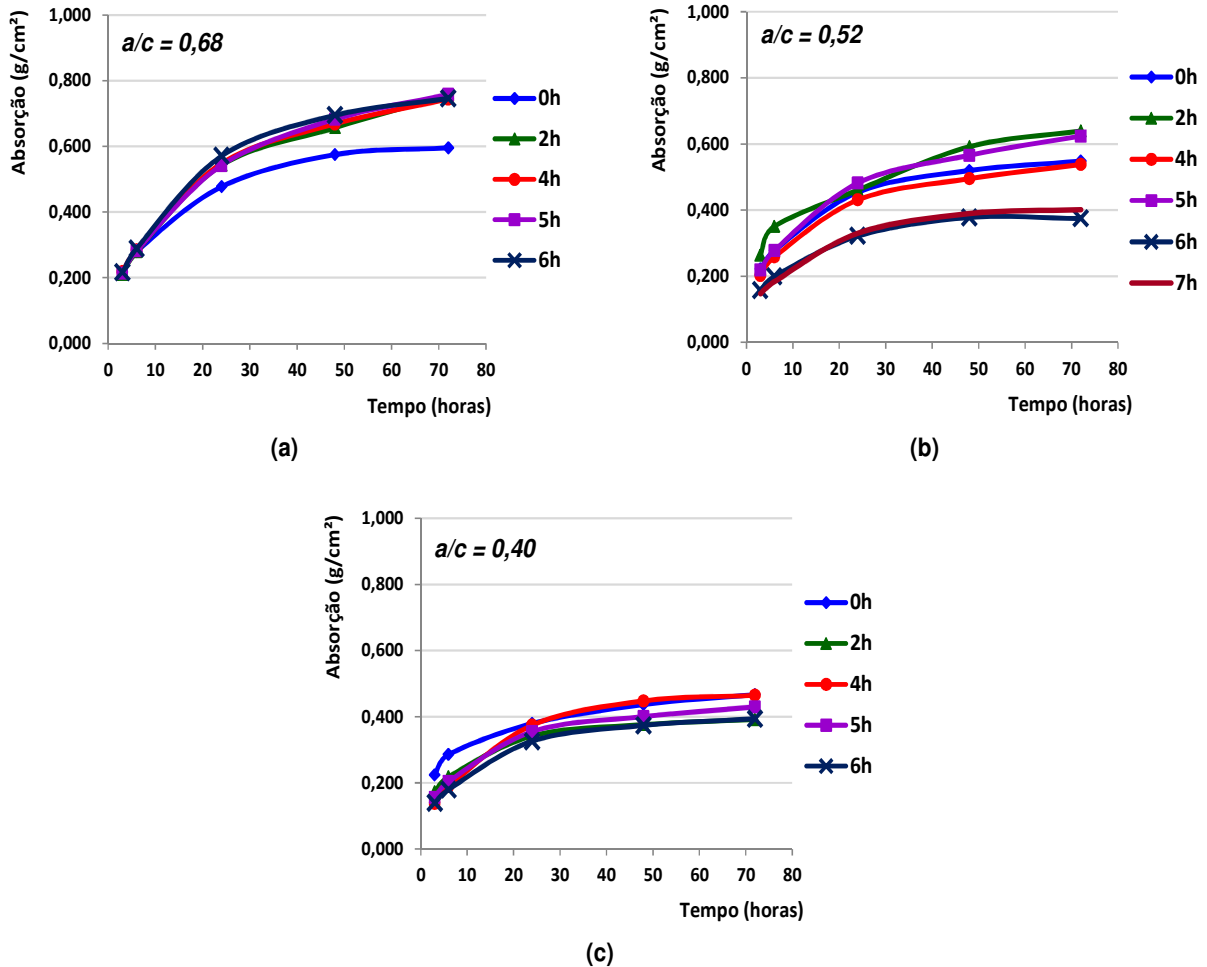 Absorção (g/cm²)
a/c = 0,68
1,000
0,800
0,600
0,400
0,200
0,000
0 10 20 30 40 50 60 70 80
Tempo (horas)
0h
2h
4h
5h
6h
(a)
Absorção (g/cm²)
a/c = 0,52
1,000
0,800
0,600
0,400
0,200
0,000
0 10 20 30 40 50 60 70 80
Tempo (horas)
0h
2h
4h
5h
6h
7h
(b)
Absorção (g/cm²)
a/c = 0,40
1,000
0,800
0,600
0,400
0,200
0,000
0 10 20 30 40 50 60 70 80
Tempo (horas)
0h
2h
4h
5h
6h
(c)